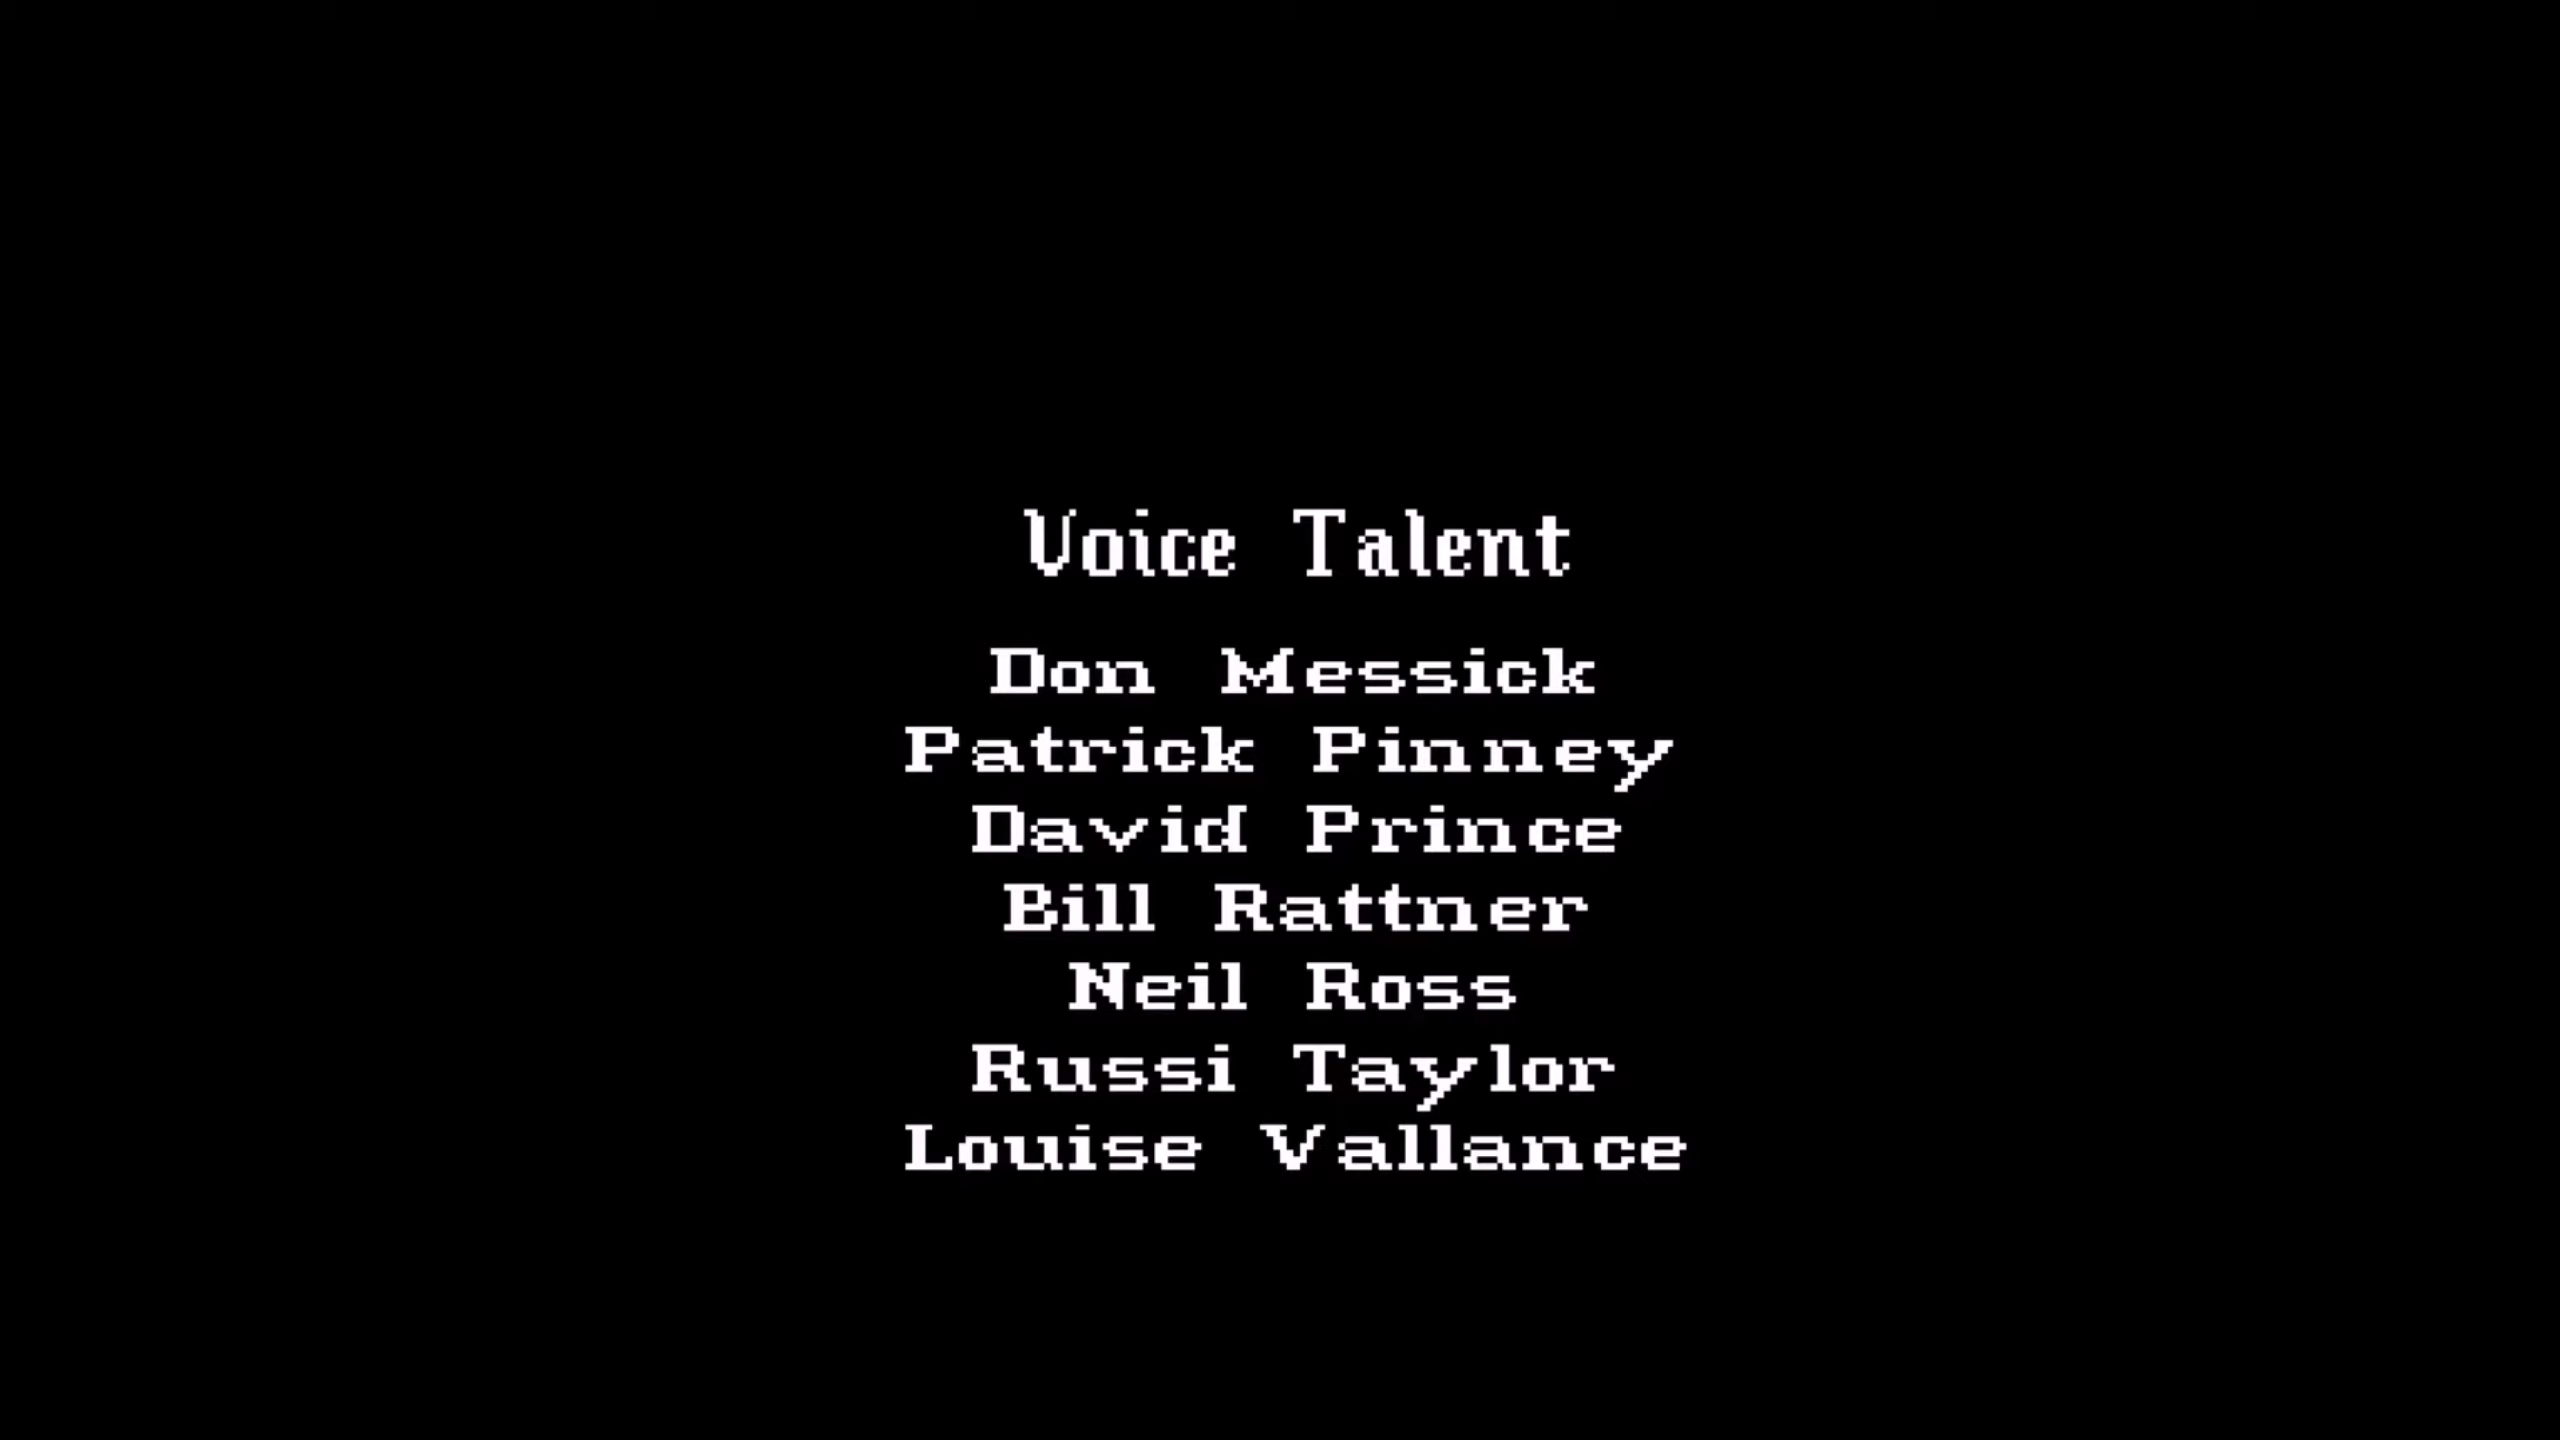 Voice Talent
Don Messick
Patrick Pinney
David Prince
Bill Rattner
Neil Ross
Russi Taylor
Louise Vallance